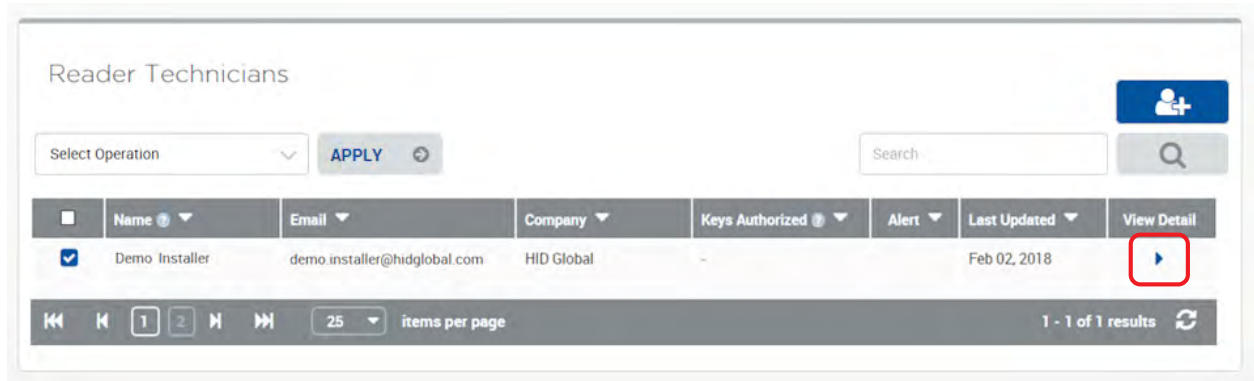 Reader Technicians
Select Operation APPLY Search
Name Email Company Keys Authorized Alert Last Updated View Detail
Demo Installer demo.installer@hidglobal.com HID Global - Feb 02, 2018
1 2 25 items per page 1 - 1 of 1 results